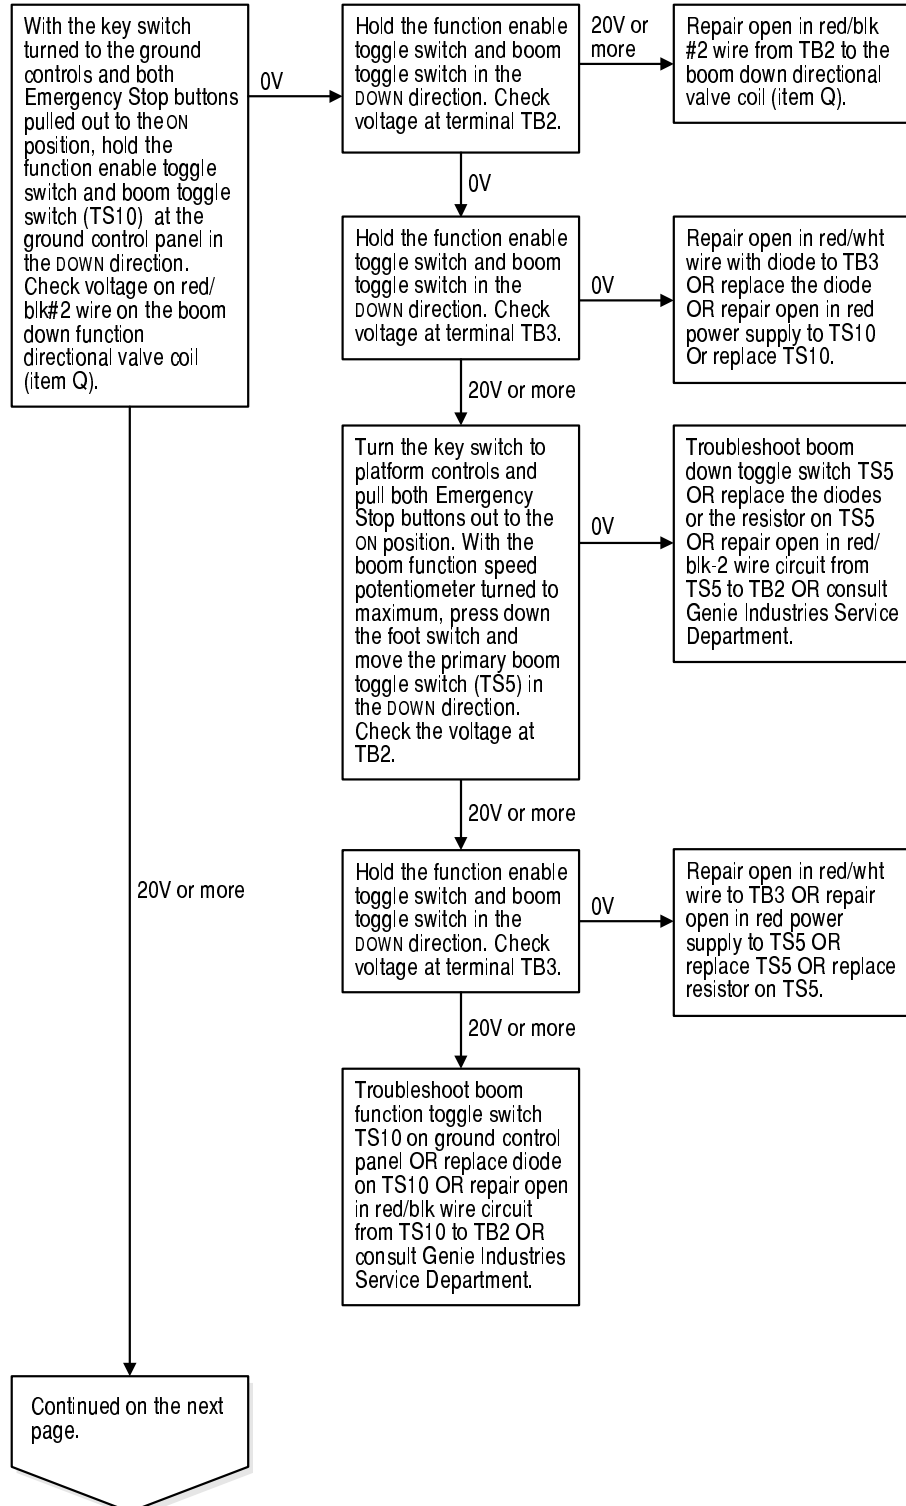 With the key switch
turned to the ground
controls and both
Emergency Stop buttons
pulled out to the ON
position, hold the
function enable toggle
switch and boom toggle
switch (TS10) at the
ground control panel in
the DOWN direction.
Check voltage on red/
blk#2 wire on the boom
down function
directional valve coil
(item Q).
0V
Hold the function enable
toggle switch and boom
toggle switch in the
DOWN direction. Check
voltage at terminal TB2.
20V or
more
Repair open in red/blk
#2 wire from TB2 to the
boom down directional
valve coil (item Q).
0V
Hold the function enable
toggle switch and boom
toggle switch in the
DOWN direction. Check
voltage at terminal TB3.
0V
Repair open in red/wht
wire with diode to TB3
OR replace the diode
OR repair open in red
power supply to TS10
Or replace TS10.
20V or more
Turn the key switch to
platform controls and
pull both Emergency
Stop buttons out to the
ON position. With the
boom function speed
potentiometer turned to
maximum, press down
the foot switch and
move the primary boom
toggle switch (TS5) in
the DOWN direction.
Check the voltage at
TB2.
0V
Troubleshoot boom
down toggle switch TS5
OR replace the diodes
or the resistor on TS5
OR repair open in red/
blk-2 wire circuit from
TS5 to TB2 OR consult
Genie Industries Service
Department.
20V or more
Hold the function enable
toggle switch and boom
toggle switch in the
DOWN direction. Check
voltage at terminal TB3.
0V
Repair open in red/wht
wire to TB3 OR repair
open in red power
supply to TS5 OR
replace TS5 OR replace
resistor on TS5.
20V or more
20V or more
Troubleshoot boom
function toggle switch
TS10 on ground control
panel OR replace diode
on TS10 OR repair open
in red/blk wire circuit
from TS10 to TB2 OR
consult Genie Industries
Service Department.
Continued on the next
page.